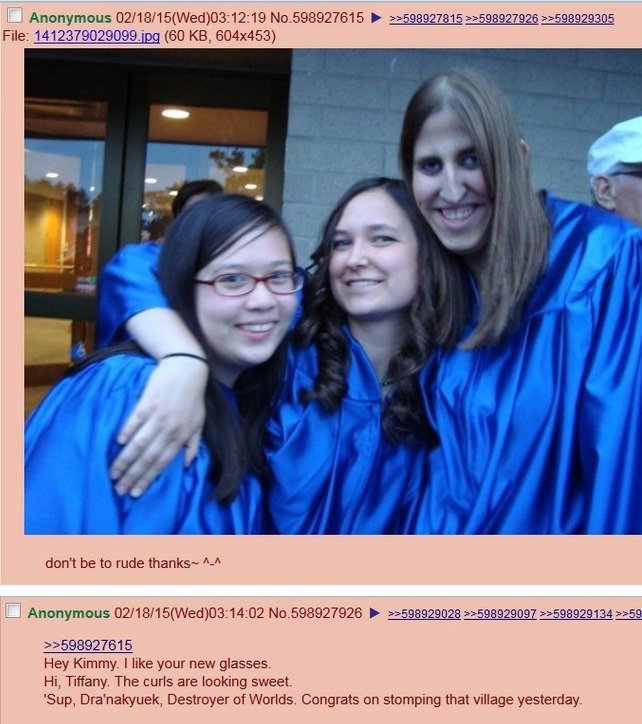 Anonymous 02/18/15(Wed)03:12:19 No.598927615 ▶ >>598927815 >>598927926 >>598929305
File: 1412379029099.jpg (60 KB, 604x453)
don't be to rude thanks~ ^-^
Anonymous 02/18/15(Wed)03:14:02 No.598927926 ▶ >>598929028 >>598929097 >>598929134 >>59
>>598927615
Hey Kimmy. I like your new glasses.
Hi, Tiffany. The curls are looking sweet.
'Sup, Dra'nakyuek, Destroyer of Worlds. Congrats on stomping that village yesterday.